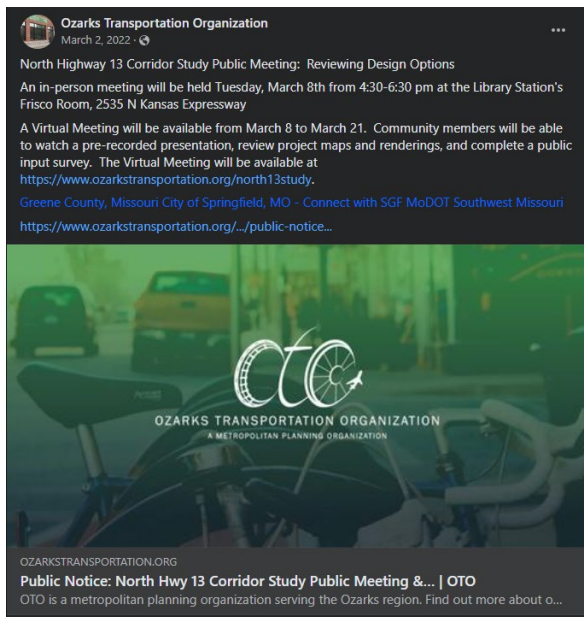 Ozarks Transportation Organization
March 2, 2022 ·
North Highway 13 Corridor Study Public Meeting: Reviewing Design Options
An in-person meeting will be held Tuesday, March 8th from 4:30-6:30 pm at the Library Station's
Frisco Room, 2535 N Kansas Expressway
A Virtual Meeting will be available from March 8 to March 21. Community members will be able
to watch a pre-recorded presentation, review project maps and renderings, and complete a public
input survey. The Virtual Meeting will be available at
https://www.ozarkstransportation.org/north13study.
Greene County, Missouri City of Springfield, MO - Connect with SGF MoDOT Southwest Missouri
https://www.ozarkstransportation.org/.../public-notice...
OTO
OZARKS TRANSPORTATION ORGANIZATION
A METROPOLITAN PLANNING ORGANIZATION
OZARKSTRANSPORTATION.ORG
Public Notice: North Hwy 13 Corridor Study Public Meeting &... | OTO
OTO is a metropolitan planning organization serving the Ozarks region. Find out more about o...